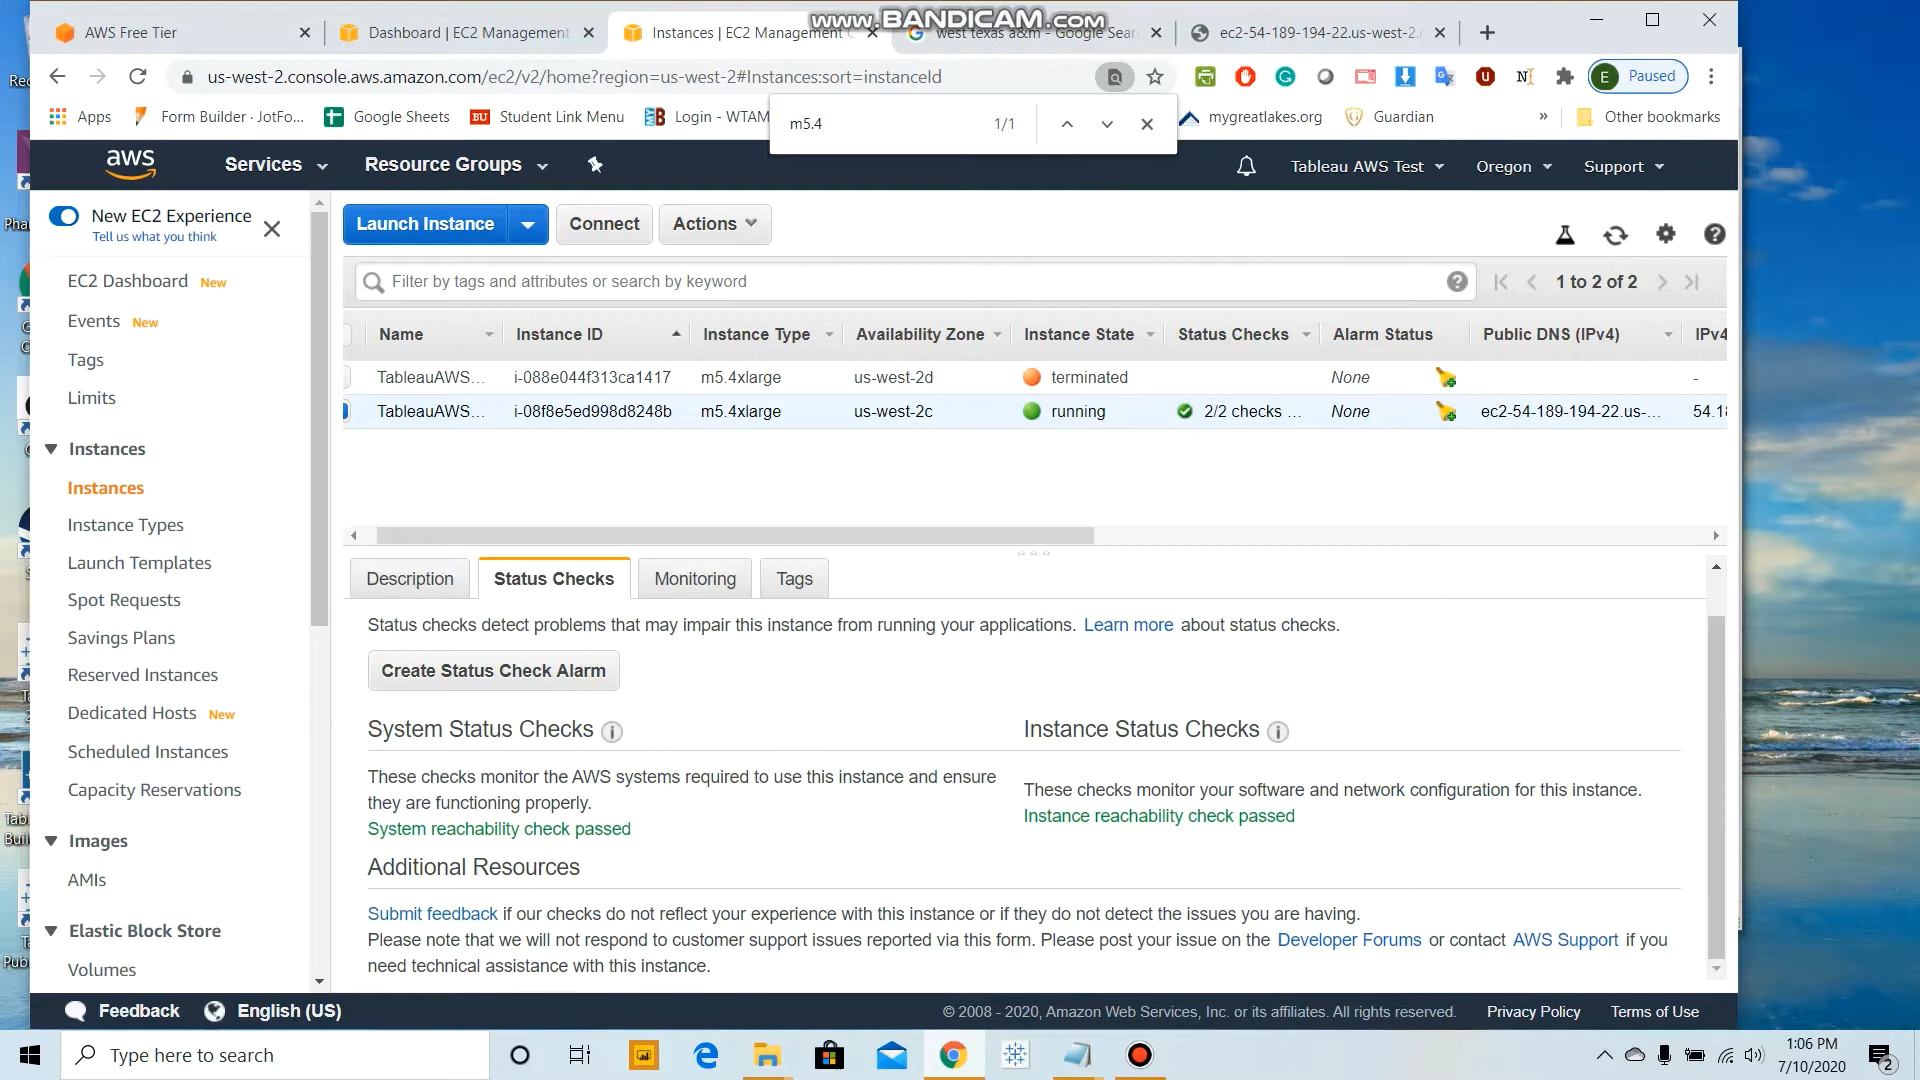 www.BANDICAM.com
AWS Free Tier
Dashboard | EC2 Management
Instances | EC2 Management C
west texas a&m - Google Sear
ec2-54-189-194-22.us-west-2.
us-west-2.console.aws.amazon.com/ec2/v2/home?region=us-west-2#Instances:sort=instanceId
E Paused
Apps
Form Builder · JotFo...
Google Sheets
BU Student Link Menu
Login - WTAM
mygreatlakes.org
Guardian
»
Other bookmarks
m5.4 1/1
aws Services Resource Groups
Tableau AWS Test Oregon Support
New EC2 Experience
Tell us what you think
EC2 Dashboard New
Events New
Tags
Limits
Instances
Instances
Instance Types
Launch Templates
Spot Requests
Savings Plans
Reserved Instances
Dedicated Hosts New
Scheduled Instances
Capacity Reservations
Images
AMIs
Elastic Block Store
Volumes
Launch Instance Connect Actions
Filter by tags and attributes or search by keyword
1 to 2 of 2
Name Instance ID Instance Type Availability Zone Instance State Status Checks Alarm Status Public DNS (IPv4) IPv4
TableauAWS... i-088e044f313ca1417 m5.4xlarge us-west-2d terminated None -
TableauAWS... i-08f8e5ed998d8248b m5.4xlarge us-west-2c running 2/2 checks ... None ec2-54-189-194-22.us-... 54.18
Description Status Checks Monitoring Tags
Status checks detect problems that may impair this instance from running your applications. Learn more about status checks.
Create Status Check Alarm
System Status Checks
These checks monitor the AWS systems required to use this instance and ensure
they are functioning properly.
System reachability check passed
Instance Status Checks
These checks monitor your software and network configuration for this instance.
Instance reachability check passed
Additional Resources
Submit feedback if our checks do not reflect your experience with this instance or if they do not detect the issues you are having.
Please note that we will not respond to customer support issues reported via this form. Please post your issue on the Developer Forums or contact AWS Support if you
need technical assistance with this instance.
Feedback English (US)
© 2008 - 2020, Amazon Web Services, Inc. or its affiliates. All rights reserved. Privacy Policy Terms of Use
Type here to search
1:06 PM
7/10/2020
2